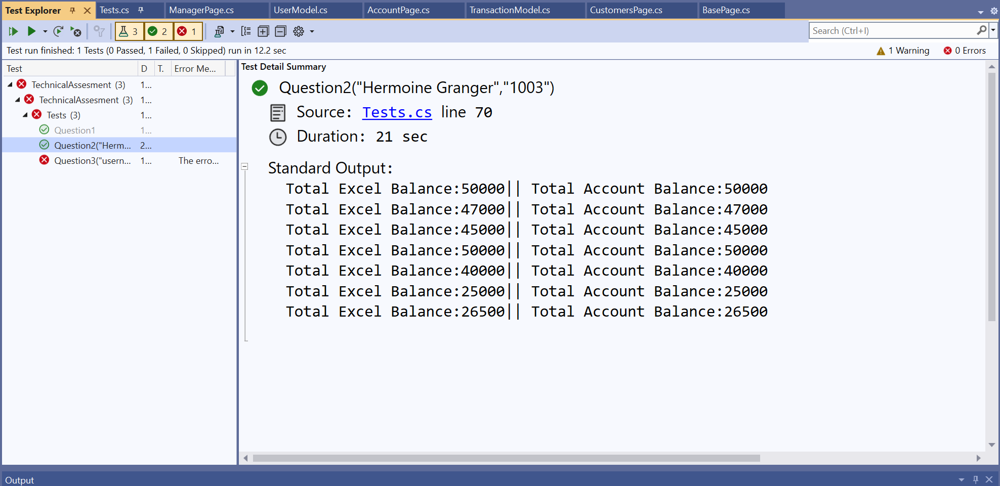 Test Explorer
Tests.cs
ManagerPage.cs
UserModel.cs
AccountPage.cs
TransactionModel.cs
CustomersPage.cs
BasePage.cs
3
2
1
Search (Ctrl+I)
Test run finished: 1 Tests (0 Passed, 1 Failed, 0 Skipped) run in 12.2 sec
1 Warning
0 Errors
Test
D
T.
Error Me...
TechnicalAssesment (3)
1...
TechnicalAssesment (3)
1...
Tests (3)
1...
Question1
1...
Question2("Herm...
2...
Question3("usern...
1...
The erro...
Test Detail Summary
Question2("Hermoine Granger","1003")
Source: Tests.cs line 70
Duration: 21 sec
Standard Output:
Total Excel Balance:50000|| Total Account Balance:50000
Total Excel Balance:47000|| Total Account Balance:47000
Total Excel Balance:45000|| Total Account Balance:45000
Total Excel Balance:50000|| Total Account Balance:50000
Total Excel Balance:40000|| Total Account Balance:40000
Total Excel Balance:25000|| Total Account Balance:25000
Total Excel Balance:26500|| Total Account Balance:26500
Output